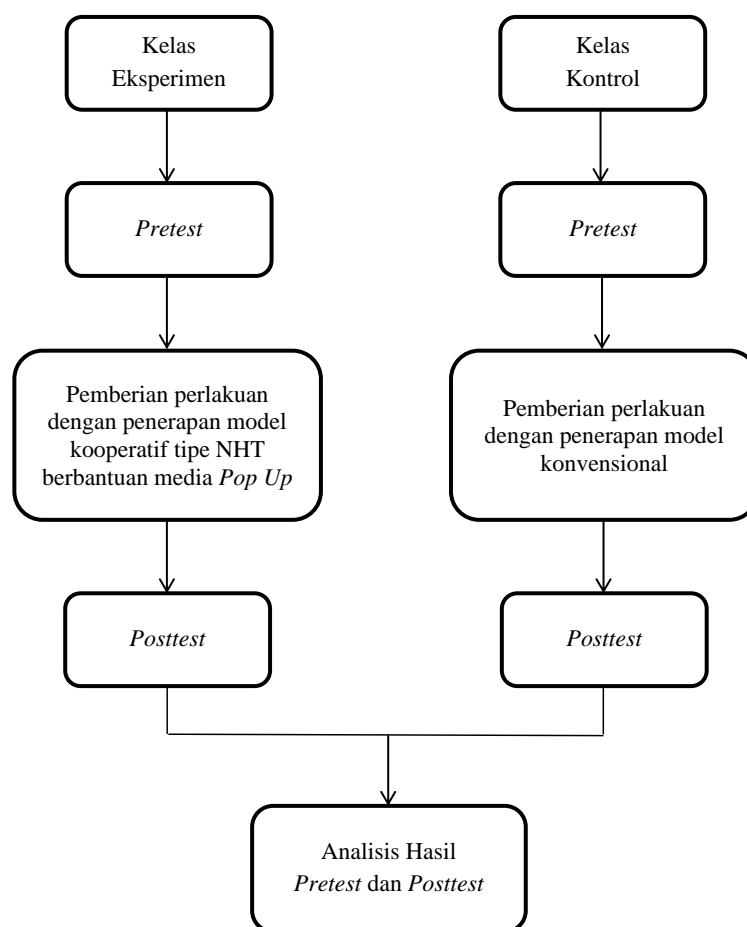 Kelas
Eksperimen
Kelas
Kontrol
Pretest
Pretest
Pemberian perlakuan
dengan penerapan model
kooperatif tipe NHT
berbantuan media Pop Up
Pemberian perlakuan
dengan penerapan model
konvensional
Posttest
Posttest
Analisis Hasil
Pretest dan Posttest